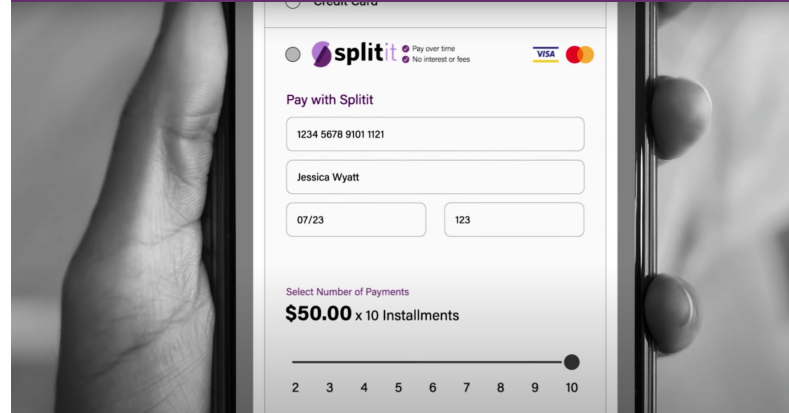 Credit Card
splitit
Pay over time
No interest or fees
VISA
Pay with Splitit
1234 5678 9101 1121
Jessica Wyatt
07/23
123
Select Number of Payments
$50.00 x 10 Installments
2 3 4 5 6 7 8 9 10